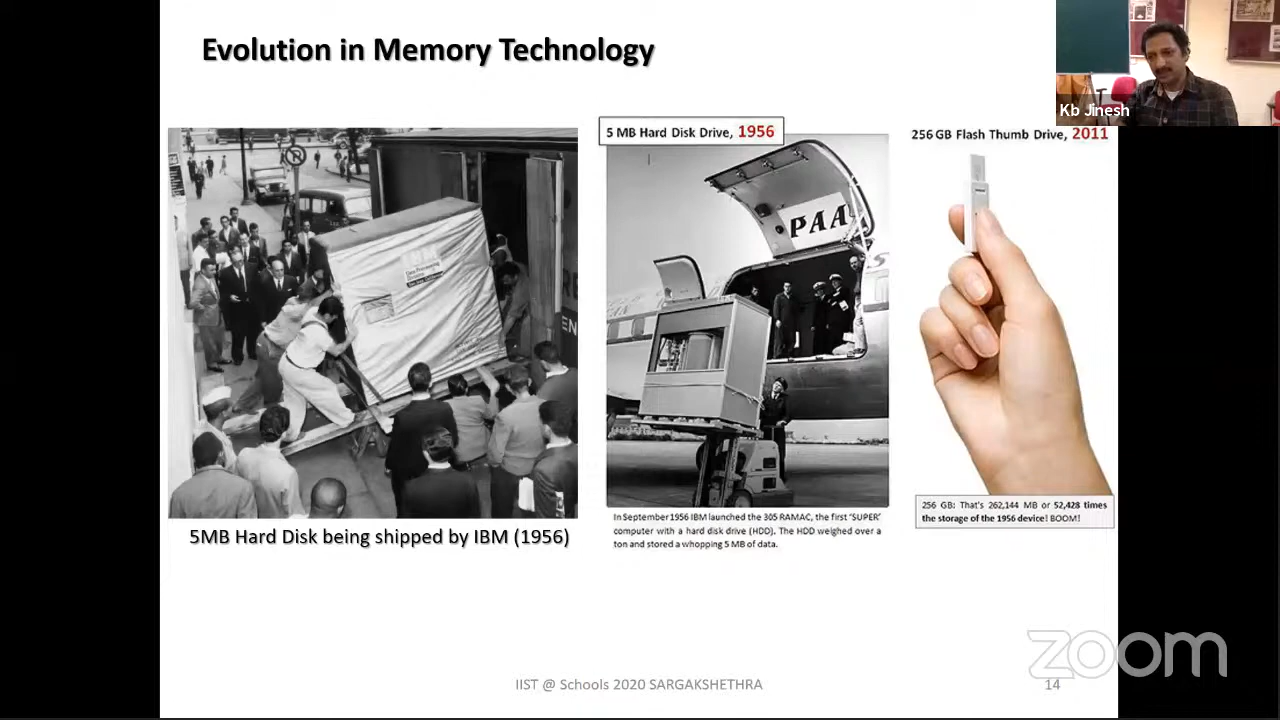 Evolution in Memory Technology
Kb Jinesh
5 MB Hard Disk Drive, 1956
256 GB Flash Thumb Drive, 2011
PAA
IBM
EN
5MB Hard Disk being shipped by IBM (1956)
In September 1956 IBM launched the 305 RAMAC, the first 'SUPER'
computer with a hard disk drive (HDD). The HDD weighed over a
ton and stored a whopping 5 MB of data.
256 GB: That's 262,144 MB or 52,428 times
the storage of the 1956 device! BOOM!
zoom
IIST @ Schools 2020 SARGAKSHETHRA
14